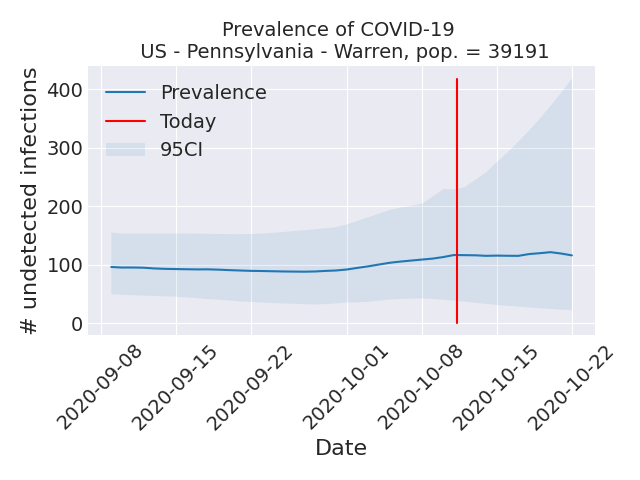 Prevalence of COVID-19
US - Pennsylvania - Warren, pop. = 39191
# undetected infections
400
300
200
100
0
Prevalence
Today
95CI
2020-09-08
2020-09-15
2020-09-22
2020-10-01
2020-10-08
2020-10-15
2020-10-22
Date